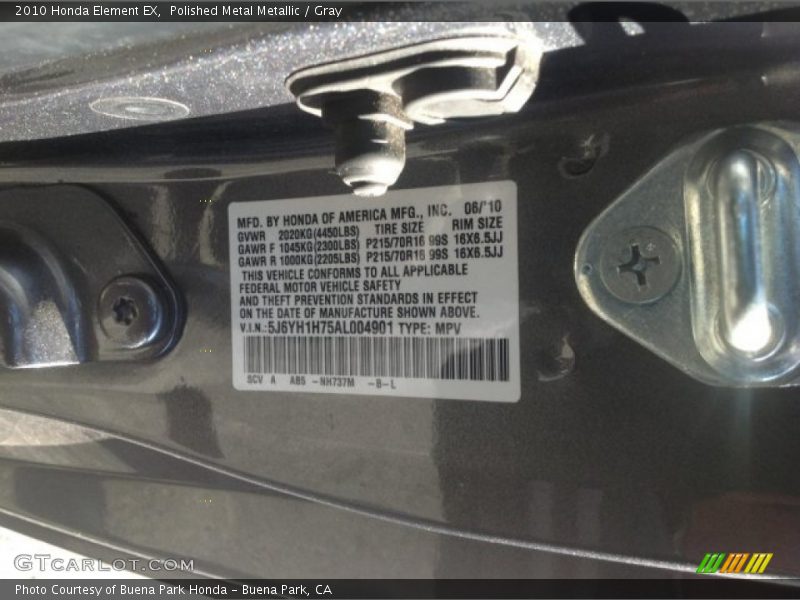 2010 Honda Element EX, Polished Metal Metallic / Gray
MFD. BY HONDA OF AMERICA MFG., INC. 06/10
GVWR 2020KG(4450LBS) TIRE SIZE RIM SIZE
GAWR F 1045KG(2300LBS) P215/70R16 99S 16X6.5JJ
GAWR R 1000KG(2205LBS) P215/70R16 99S 16X6.5JJ
THIS VEHICLE CONFORMS TO ALL APPLICABLE
FEDERAL MOTOR VEHICLE SAFETY
AND THEFT PREVENTION STANDARDS IN EFFECT
ON THE DATE OF MANUFACTURE SHOWN ABOVE.
V.I.N.:5J6YH1H75AL004901 TYPE: MPV
SCV A AB5 -NH737M -B-L
GTCARLOT.COM
Photo Courtesy of Buena Park Honda - Buena Park, CA